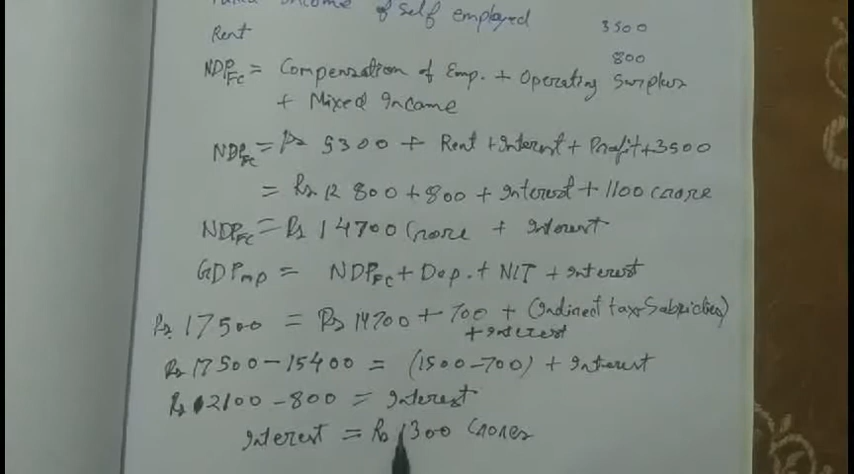 Income of self employed 3500
Rent 800
NDPFC = Compensation of Emp. + Operating Surplus
+ Mixed Income
NDPFC = Rs 9300 + Rent + Interest + Profit + 3500
= Rs 12800 + 800 + Interest + 1100 crore
NDPFC = Rs 14700 Crore + Interest
GDPmp = NDPFC + Dep. + NIT + Interest
Rs. 17500 = Rs 14700 + 700 + (Indirect tax - Subsidies)
+ Interest
Rs 17500 - 15400 = (1500 - 700) + Interest
Rs 2100 - 800 = Interest
Interest = Rs 1300 Crores